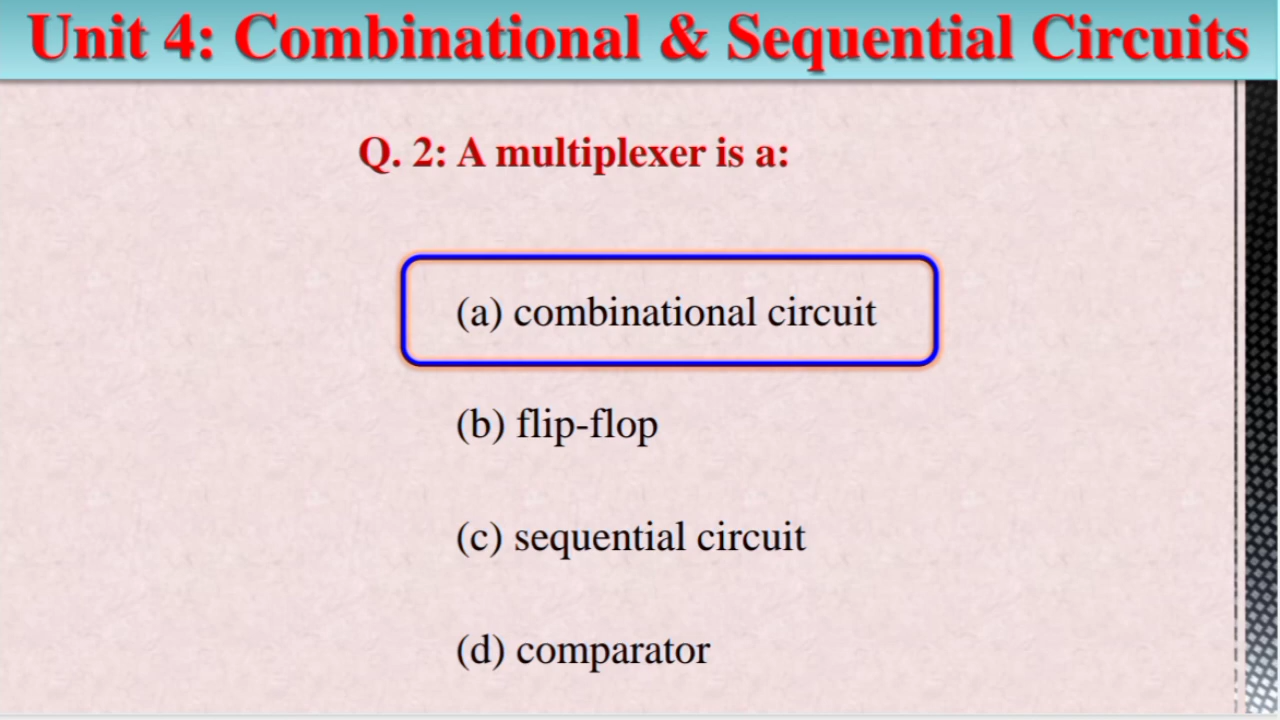 Unit 4: Combinational & Sequential Circuits
Q. 2: A multiplexer is a:
(a) combinational circuit
(b) flip-flop
(c) sequential circuit
(d) comparator